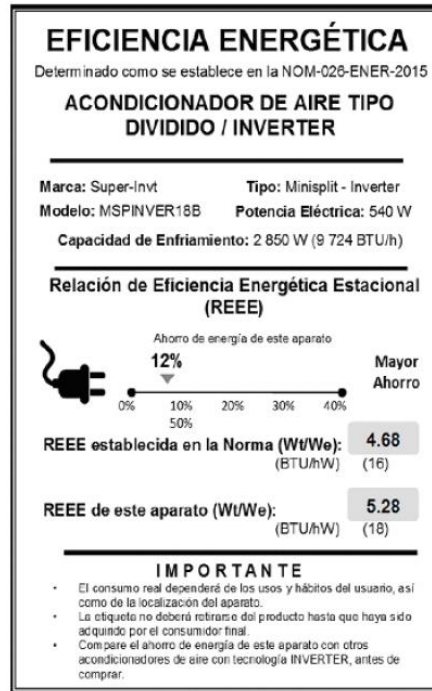 EFICIENCIA ENERGÉTICA
Determinado como se establece en la NOM-026-ENER-2015
ACONDICIONADOR DE AIRE TIPO
DIVIDIDO / INVERTER
Marca: Super-Invt Tipo: Minisplit - Inverter
Modelo: MSPINVER18B Potencia Eléctrica: 540 W
Capacidad de Enfriamiento: 2 850 W (9 724 BTU/h)
Relación de Eficiencia Energética Estacional
(REEE)
Ahorro de energía de este aparato
12%
Mayor
Ahorro
0% 10% 20% 30% 40%
50%
REEE establecida en la Norma (Wt/We): 4.68
(BTU/hW) (16)
REEE de este aparato (Wt/We): 5.28
(BTU/hW) (18)
IMPORTANTE
• El consumo real dependerá de los usos y hábitos del usuario, así
como de la localización del aparato.
• La etiqueta no deberá retirarse del producto hasta que haya sido
adquirido por el consumidor final.
• Compare el ahorro de energía de este aparato con otros
acondicionadores de aire con tecnología INVERTER, antes de
comprar.